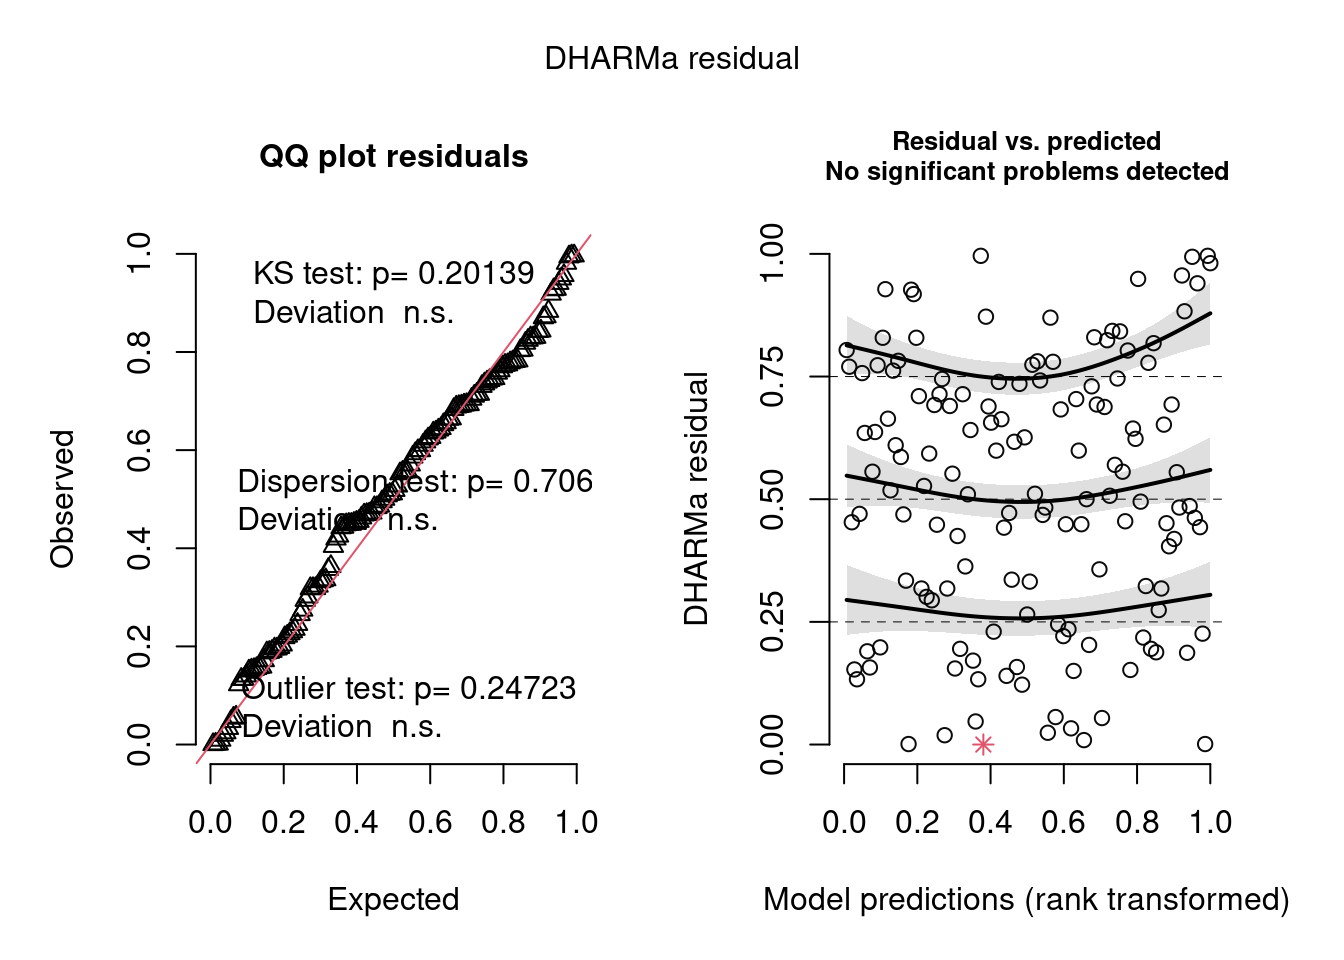 DHARMa residual
QQ plot residuals
Observed
0.0 0.2 0.4 0.6 0.8 1.0
KS test: p= 0.20139
Deviation  n.s.
Dispersion test: p= 0.706
Deviation  n.s.
Outlier test: p= 0.24723
Deviation  n.s.
0.0 0.2 0.4 0.6 0.8 1.0
Expected
Residual vs. predicted
No significant problems detected
DHARMa residual
0.00 0.25 0.50 0.75 1.00
0.0 0.2 0.4 0.6 0.8 1.0
Model predictions (rank transformed)